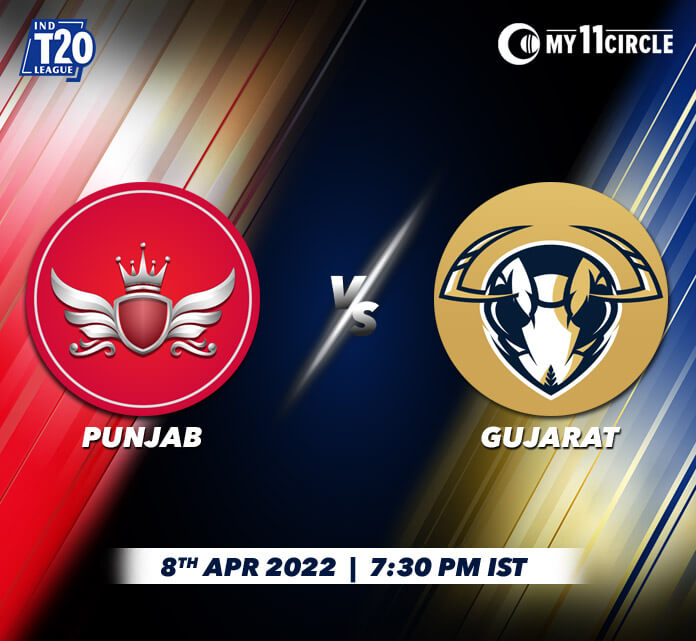 IND
T20
LEAGUE
MY11CIRCLE
VS
PUNJAB
GUJARAT
8TH APR 2022 | 7:30 PM IST